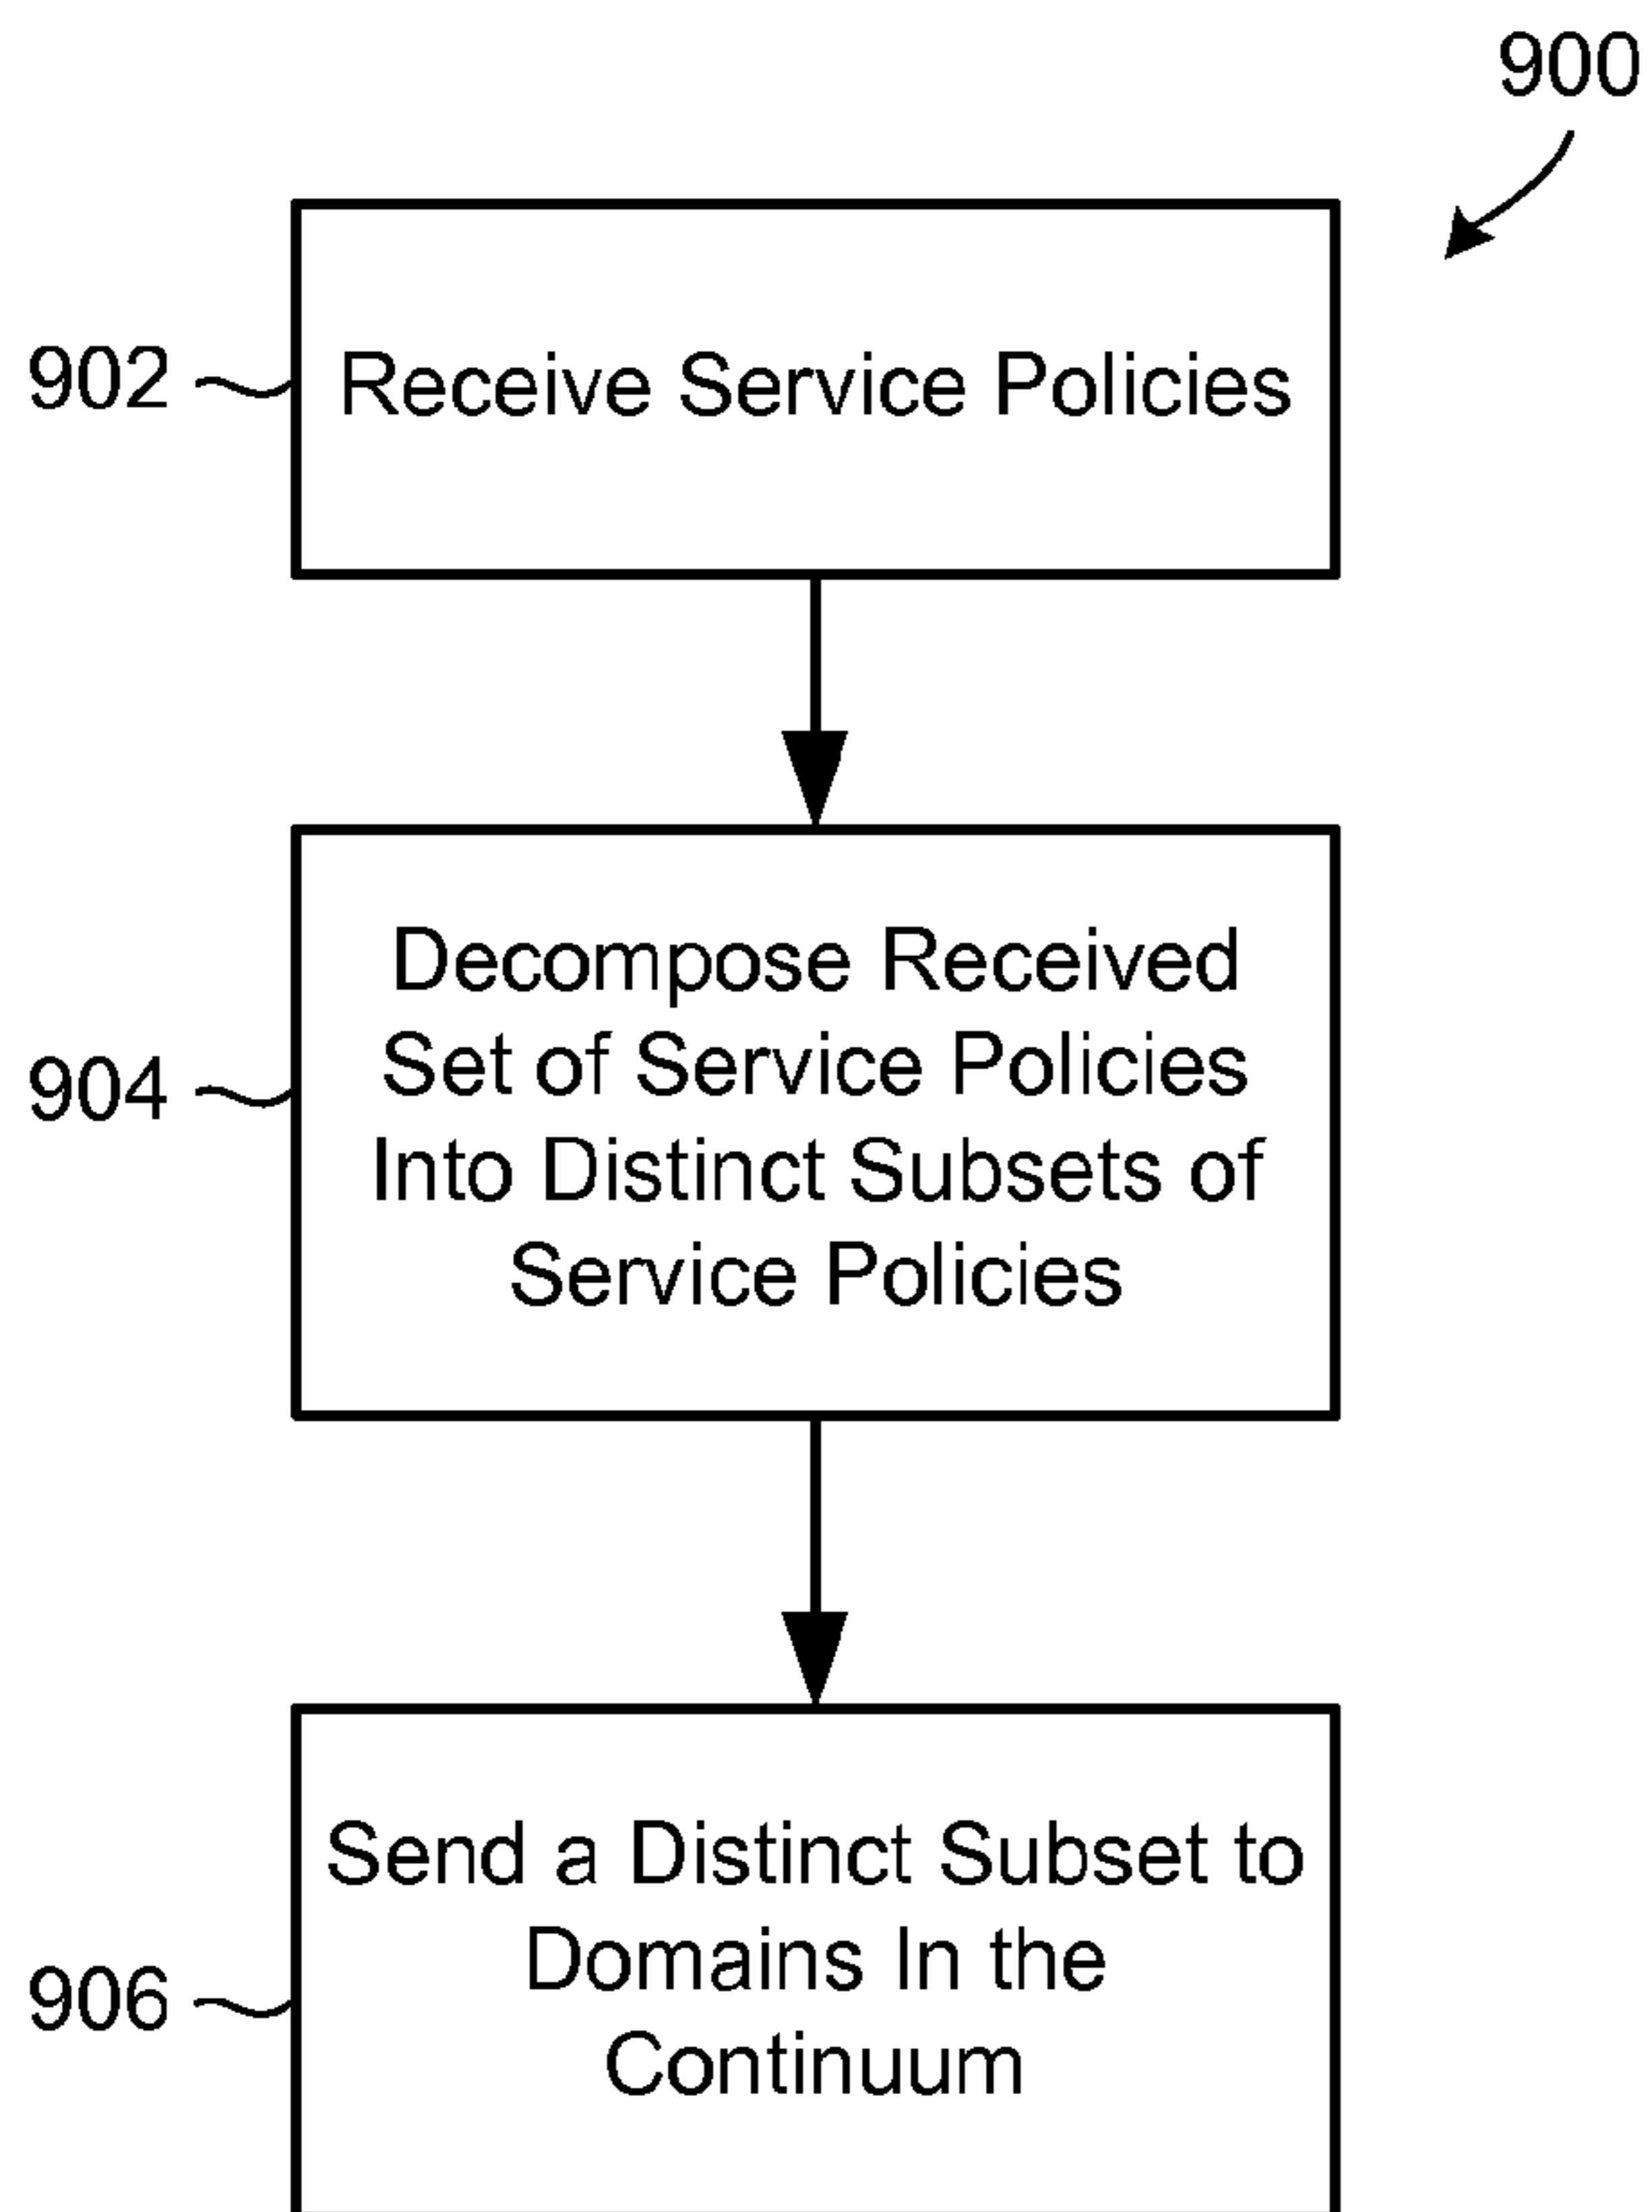 900
902
Receive Service Policies
904
Decompose Received
Set of Service Policies
Into Distinct Subsets of
Service Policies
906
Send a Distinct Subset to
Domains In the
Continuum